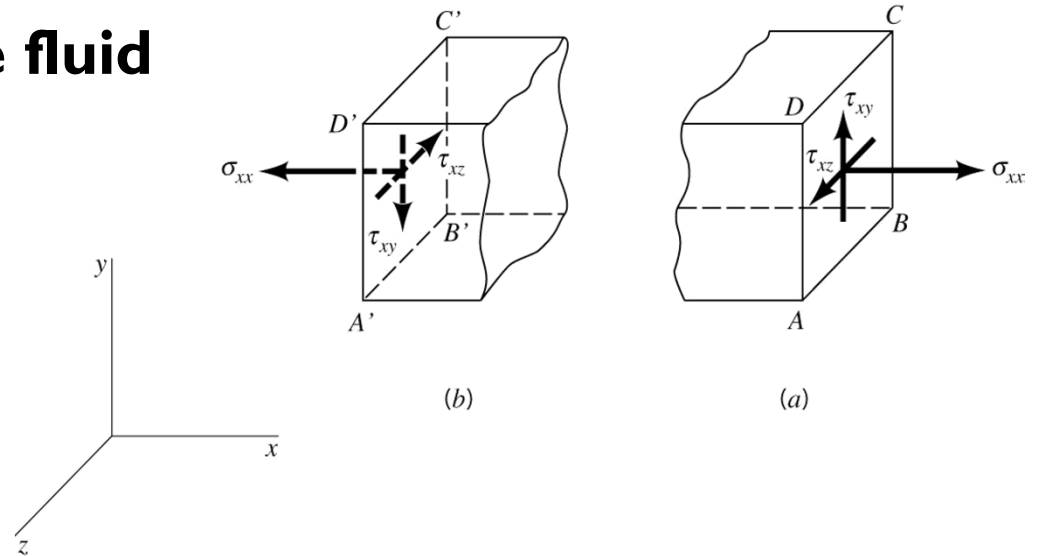 e fluid
C'
C
D'
D
τxy
σxx
τxz
τxz
σxx
τxy
B'
B
y
A'
A
(b)
(a)
x
z